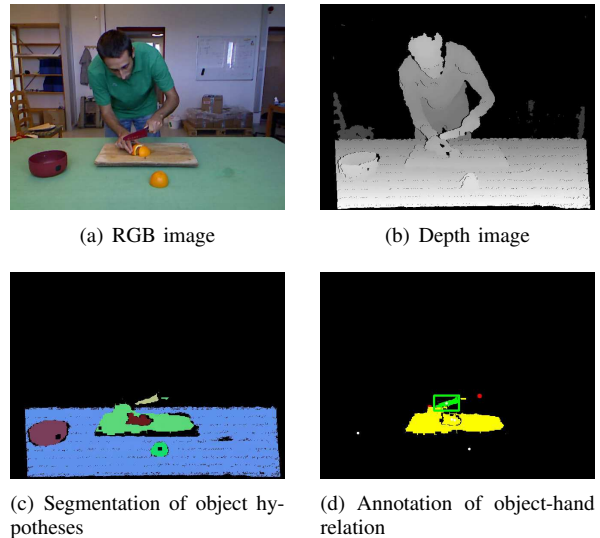 (a) RGB image
(b) Depth image
(c) Segmentation of object hy-
potheses
(d) Annotation of object-hand
relation